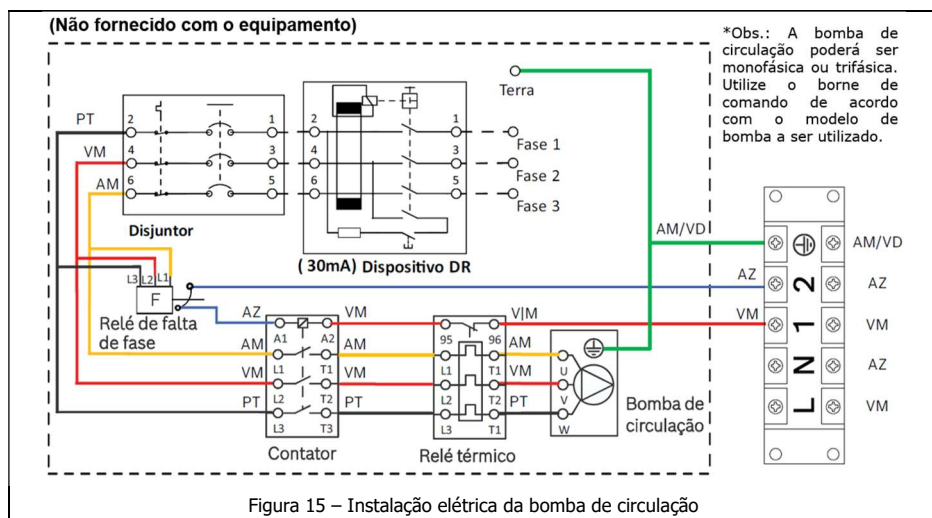 (Não fornecido com o equipamento)
*Obs.: A bomba de
circulação poderá ser
monofásica ou trifásica.
Utilize o borne de
comando de acordo
com o modelo de
bomba a ser utilizado.
Terra
PT
2 1 2 1
Fase 1
VM
4 3 4 3
Fase 2
AM
6 5 6 5
Fase 3
Disjuntor
( 30mA) Dispositivo DR
AM/VD
AM/VD
L3 L2 L1
F
AZ
2
AZ
Relé de falta
de fase
AZ
VM
V|M
VM
1
VM
A1 A2 95 96
AM AM AM
L1 T1 L1 T1 U
N
AZ
VM VM VM
L2 T2 L2 T2 V
PT PT PT
L3 T3 L3 T1 W
L
VM
Bomba de
circulação
Contator
Relé térmico
Figura 15 – Instalação elétrica da bomba de circulação